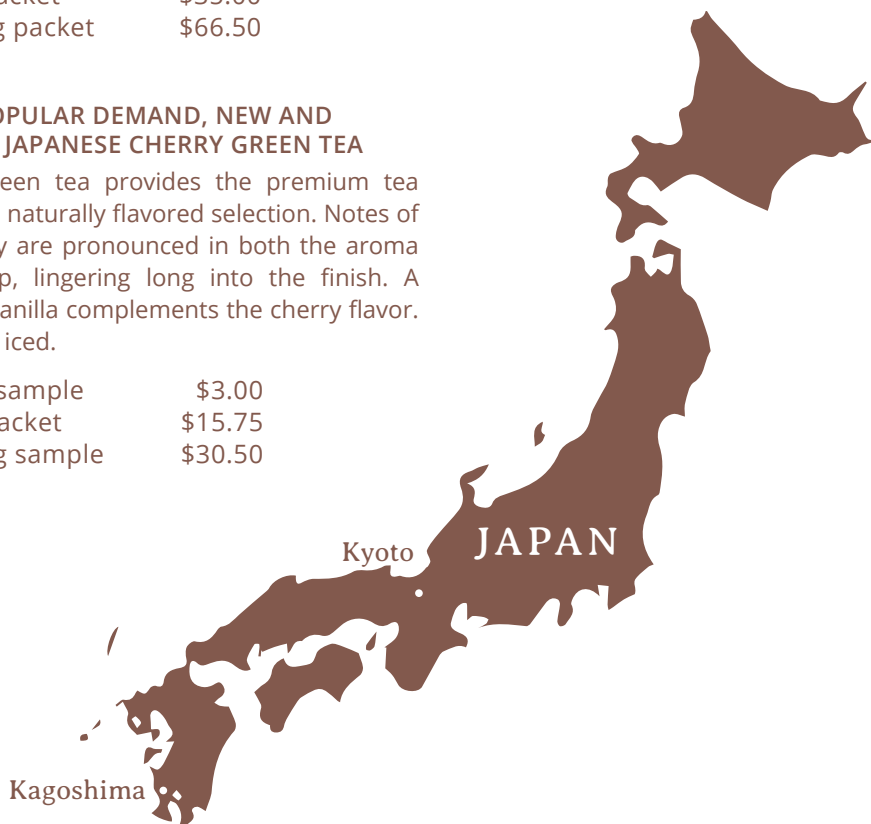 $35.00
g packet $66.50
OPULAR DEMAND, NEW AND
JAPANESE CHERRY GREEN TEA
een tea provides the premium tea
naturally flavored selection. Notes of
y are pronounced in both the aroma
p, lingering long into the finish. A
anilla complements the cherry flavor.
iced.
sample $3.00
acket $15.75
g sample $30.50
Kyoto
JAPAN
Kagoshima